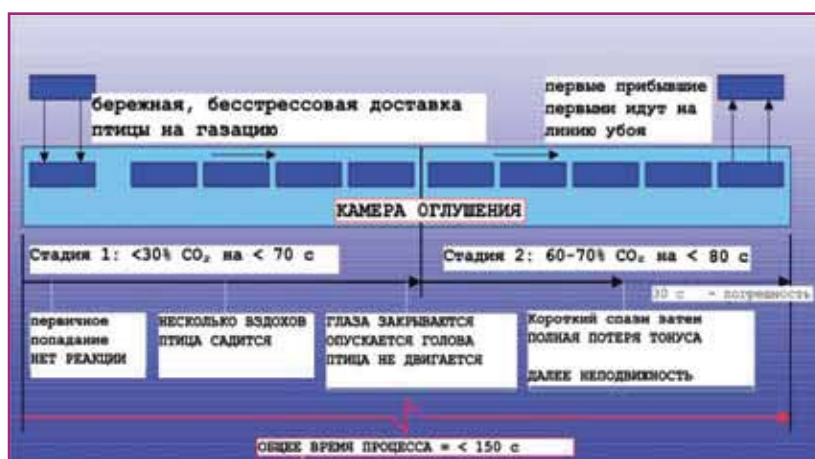 бережная, бесстрессовая доставка
птицы на газацию
первые прибывшие
первыми идут на
линию убоя
КАМЕРА ОГЛУШЕНИЯ
Стадия 1: <30% CO₂ на < 70 с
Стадия 2: 60-70% CO₂ на < 80 с
30 с - погрешность
первичное
попадание
НЕТ РЕАКЦИИ
НЕСКОЛЬКО ВЗДОХОВ
ПТИЦА САДИТСЯ
ГЛАЗА ЗАКРЫВАЮТСЯ
ОПУСКАЕТСЯ ГОЛОВА
ПТИЦА НЕ ДВИГАЕТСЯ
Короткий спазм затем
ПОЛНАЯ ПОТЕРЯ ТОНУСА
ДАЛЕЕ НЕПОДВИЖНОСТЬ
ОБЩЕЕ ВРЕМЯ ПРОЦЕССА = < 150 с